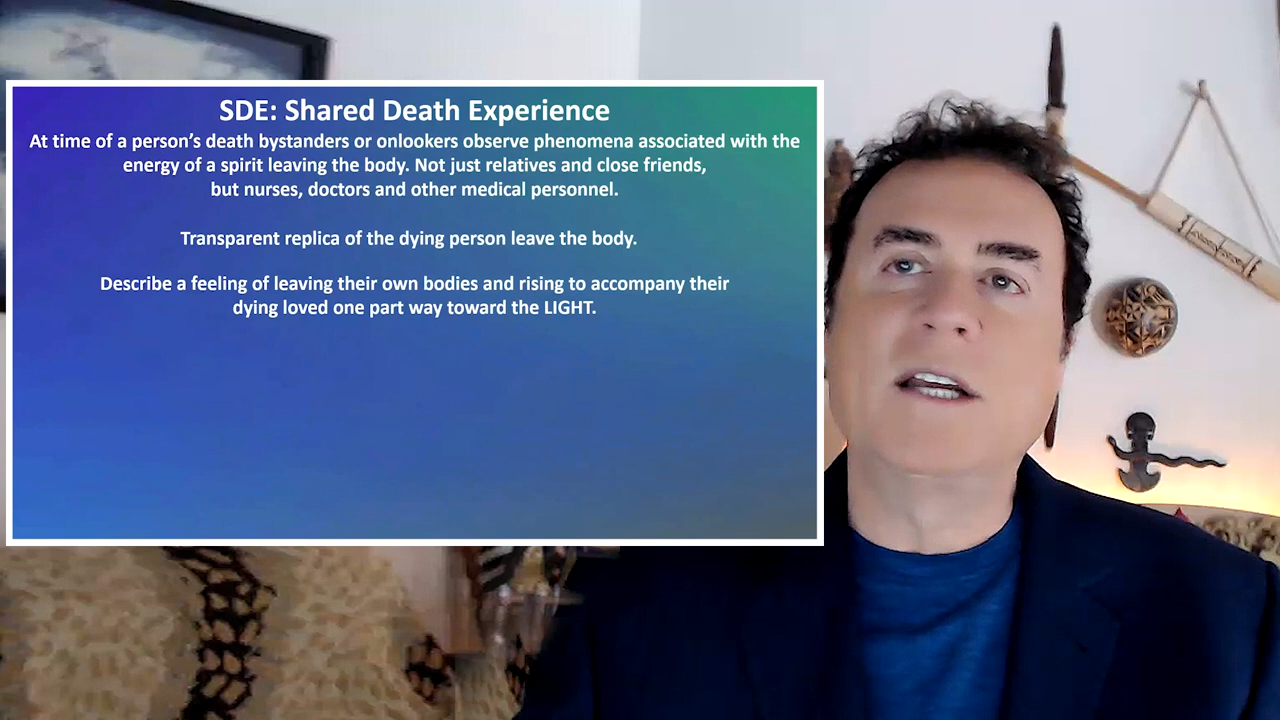 SDE: Shared Death Experience
At time of a person's death bystanders or onlookers observe phenomena associated with the
energy of a spirit leaving the body. Not just relatives and close friends,
but nurses, doctors and other medical personnel.
Transparent replica of the dying person leave the body.
Describe a feeling of leaving their own bodies and rising to accompany their
dying loved one part way toward the LIGHT.